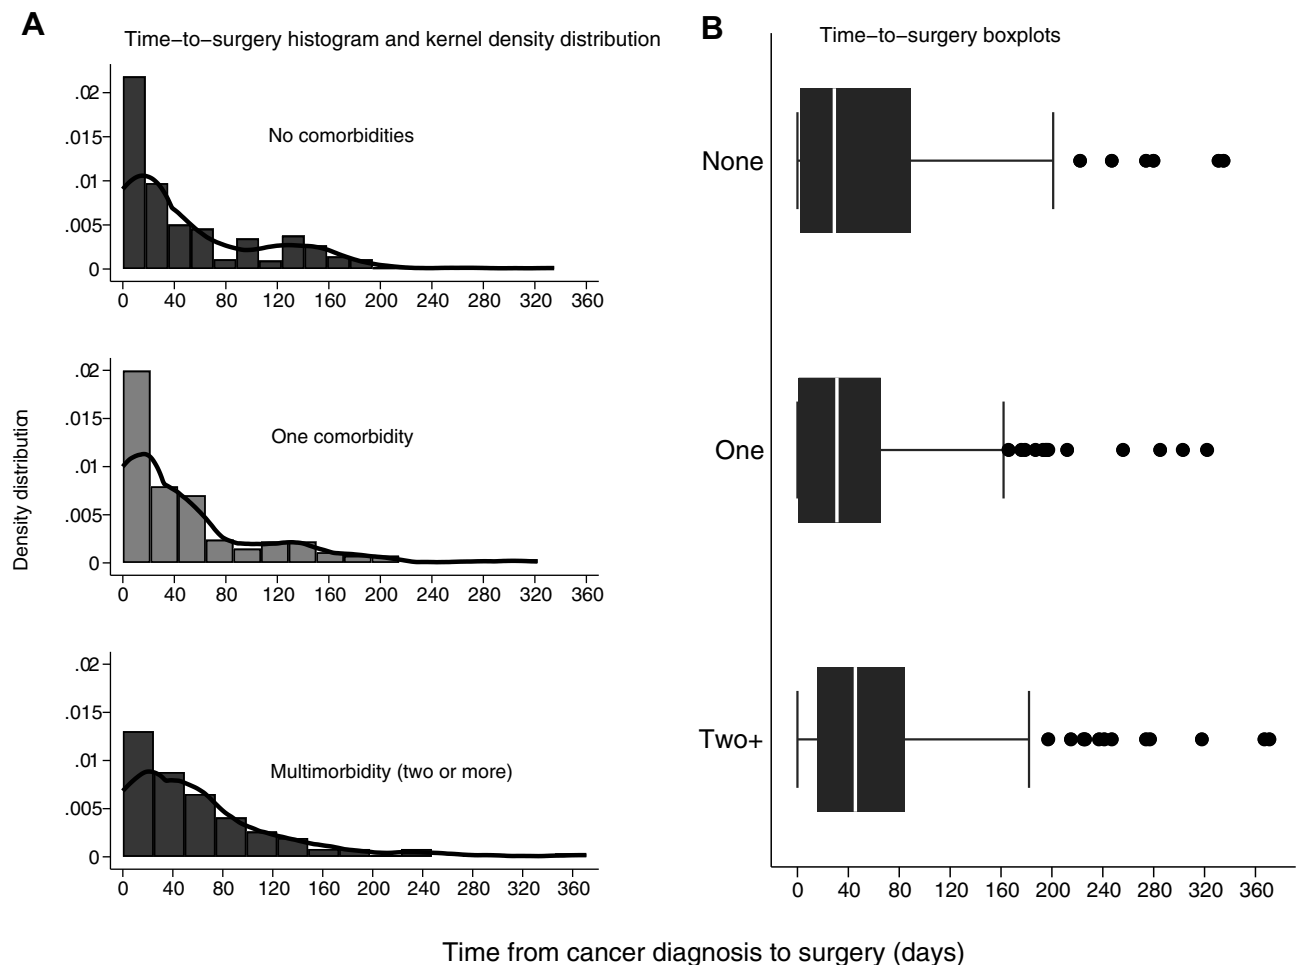 A
Time–to–surgery histogram and kernel density distribution
.02
.015
.01
.005
0
No comorbidities
0 40 80 120 160 200 240 280 320 360
.02
.015
.01
.005
0
One comorbidity
0 40 80 120 160 200 240 280 320 360
.02
.015
.01
.005
0
Multimorbidity (two or more)
0 40 80 120 160 200 240 280 320 360
Density distribution
B
Time–to–surgery boxplots
None
One
Two+
0 40 80 120 160 200 240 280 320 360
Time from cancer diagnosis to surgery (days)